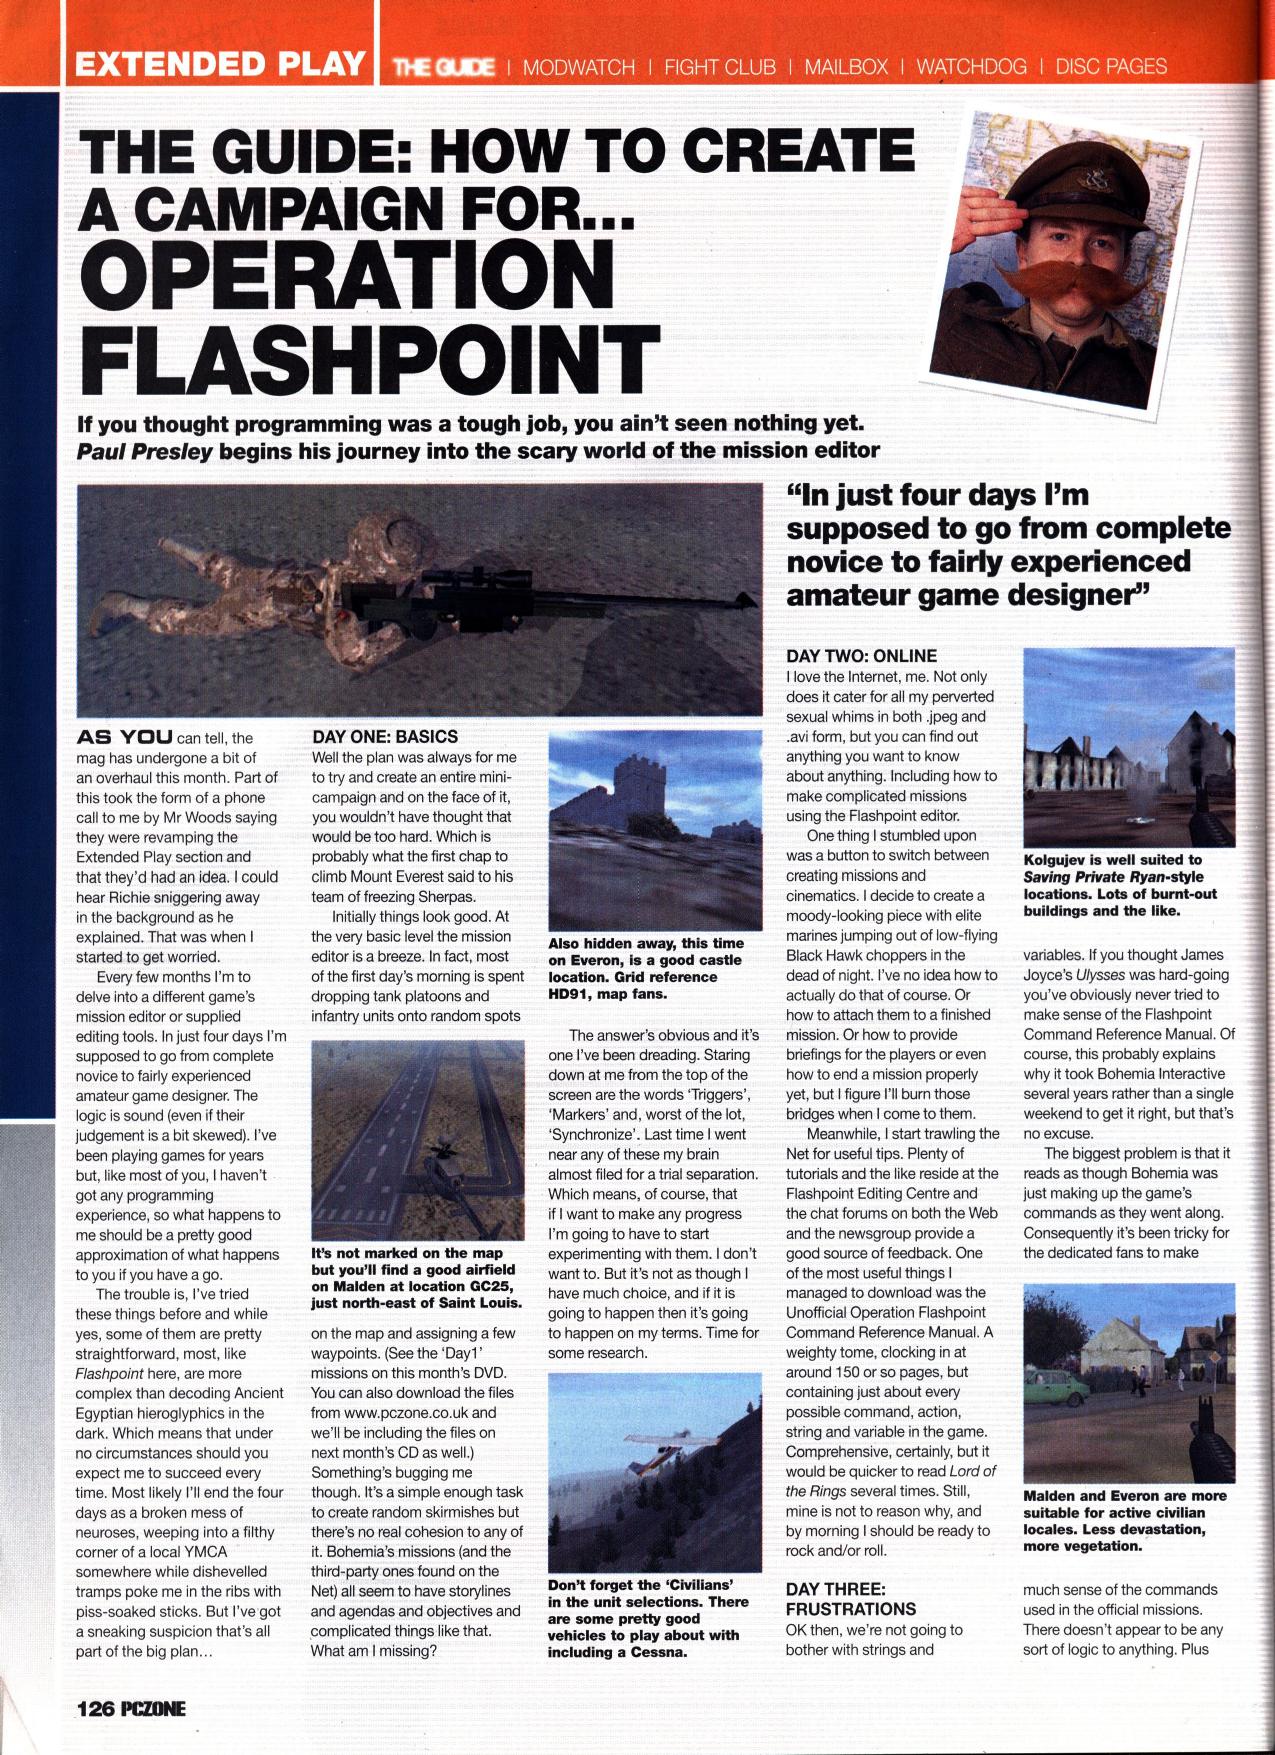 EXTENDED PLAY
THE GUIDE | MODWATCH | FIGHT CLUB | MAILBOX | WATCHDOG | DISC PAGES
THE GUIDE: HOW TO CREATE
A CAMPAIGN FOR...
OPERATION
FLASHPOINT
If you thought programming was a tough job, you ain't seen nothing yet.
Paul Presley begins his journey into the scary world of the mission editor
"In just four days I'm
supposed to go from complete
novice to fairly experienced
amateur game designer"
AS YOU can tell, the
mag has undergone a bit of
an overhaul this month. Part of
this took the form of a phone
call to me by Mr Woods saying
they were revamping the
Extended Play section and
that they'd had an idea. I could
hear Richie sniggering away
in the background as he
explained. That was when I
started to get worried.
Every few months I'm to
delve into a different game's
mission editor or supplied
editing tools. In just four days I'm
supposed to go from complete
novice to fairly experienced
amateur game designer. The
logic is sound (even if their
judgement is a bit skewed). I've
been playing games for years
but, like most of you, I haven't
got any programming
experience, so what happens to
me should be a pretty good
approximation of what happens
to you if you have a go.
The trouble is, I've tried
these things before and while
yes, some of them are pretty
straightforward, most, like
Flashpoint here, are more
complex than decoding Ancient
Egyptian hieroglyphics in the
dark. Which means that under
no circumstances should you
expect me to succeed every
time. Most likely I'll end the four
days as a broken mess of
neuroses, weeping into a filthy
corner of a local YMCA
somewhere while dishevelled
tramps poke me in the ribs with
piss-soaked sticks. But I've got
a sneaking suspicion that's all
part of the big plan...
DAY ONE: BASICS
Well the plan was always for me
to try and create an entire mini-
campaign and on the face of it,
you wouldn't have thought that
would be too hard. Which is
probably what the first chap to
climb Mount Everest said to his
team of freezing Sherpas.
Initially things look good. At
the very basic level the mission
editor is a breeze. In fact, most
of the first day's morning is spent
dropping tank platoons and
infantry units onto random spots
It's not marked on the map
but you'll find a good airfield
on Malden at location GC25,
just north-east of Saint Louis.
on the map and assigning a few
waypoints. (See the 'Day1'
missions on this month's DVD.
You can also download the files
from www.pczone.co.uk and
we'll be including the files on
next month's CD as well.)
Something's bugging me
though. It's a simple enough task
to create random skirmishes but
there's no real cohesion to any of
it. Bohemia's missions (and the
third-party ones found on the
Net) all seem to have storylines
and agendas and objectives and
complicated things like that.
What am I missing?
Also hidden away, this time
on Everon, is a good castle
location. Grid reference
HD91, map fans.
The answer's obvious and it's
one I've been dreading. Staring
down at me from the top of the
screen are the words 'Triggers',
'Markers' and, worst of the lot,
'Synchronize'. Last time I went
near any of these my brain
almost filed for a trial separation.
Which means, of course, that
if I want to make any progress
I'm going to have to start
experimenting with them. I don't
want to. But it's not as though I
have much choice, and if it is
going to happen then it's going
to happen on my terms. Time for
some research.
Don't forget the 'Civilians'
in the unit selections. There
are some pretty good
vehicles to play about with
including a Cessna.
DAY TWO: ONLINE
I love the Internet, me. Not only
does it cater for all my perverted
sexual whims in both .jpeg and
.avi form, but you can find out
anything you want to know
about anything. Including how to
make complicated missions
using the Flashpoint editor.
One thing I stumbled upon
was a button to switch between
creating missions and
cinematics. I decide to create a
moody-looking piece with elite
marines jumping out of low-flying
Black Hawk choppers in the
dead of night. I've no idea how to
actually do that of course. Or
how to attach them to a finished
mission. Or how to provide
briefings for the players or even
how to end a mission properly
yet, but I figure I'll burn those
bridges when I come to them.
Meanwhile, I start trawling the
Net for useful tips. Plenty of
tutorials and the like reside at the
Flashpoint Editing Centre and
the chat forums on both the Web
and the newsgroup provide a
good source of feedback. One
of the most useful things I
managed to download was the
Unofficial Operation Flashpoint
Command Reference Manual. A
weighty tome, clocking in at
around 150 or so pages, but
containing just about every
possible command, action,
string and variable in the game.
Comprehensive, certainly, but it
would be quicker to read Lord of
the Rings several times. Still,
mine is not to reason why, and
by morning I should be ready to
rock and/or roll.
DAY THREE:
FRUSTRATIONS
OK then, we're not going to
bother with strings and
Kolgujev is well suited to
Saving Private Ryan-style
locations. Lots of burnt-out
buildings and the like.
variables. If you thought James
Joyce's Ulysses was hard-going
you've obviously never tried to
make sense of the Flashpoint
Command Reference Manual. Of
course, this probably explains
why it took Bohemia Interactive
several years rather than a single
weekend to get it right, but that's
no excuse.
The biggest problem is that it
reads as though Bohemia was
just making up the game's
commands as they went along.
Consequently it's been tricky for
the dedicated fans to make
Malden and Everon are more
suitable for active civilian
locales. Less devastation,
more vegetation.
much sense of the commands
used in the official missions.
There doesn't appear to be any
sort of logic to anything. Plus
126 PCZONE